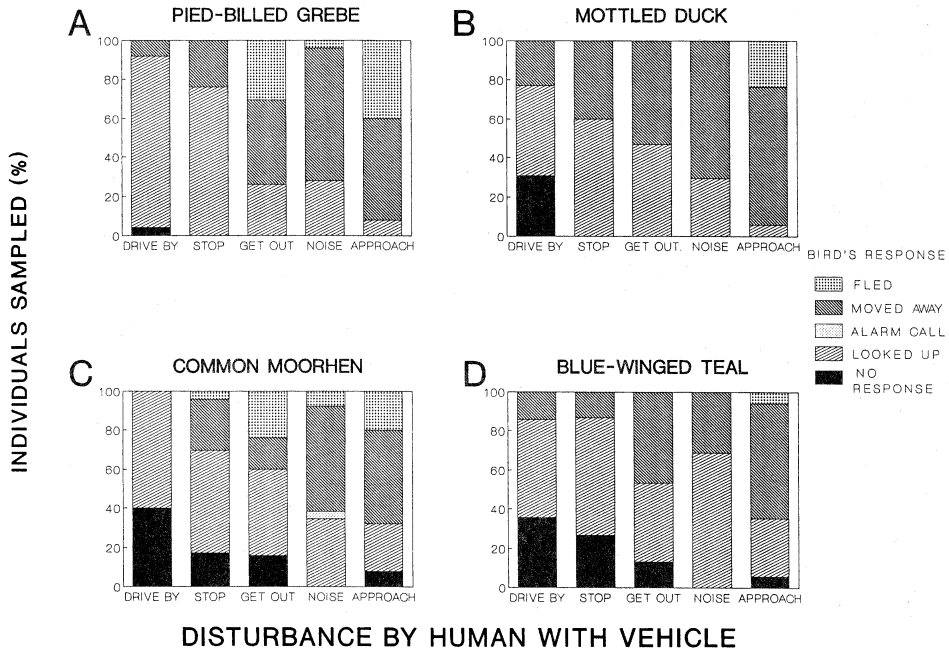 A PIED-BILLED GREBE
100
80
60
40
20
0
DRIVE BY STOP GET OUT NOISE APPROACH
B MOTTLED DUCK
100
80
60
40
20
0
DRIVE BY STOP GET OUT. NOISE APPROACH
BIRD'S RESPONSE
FLED
MOVED AWAY
ALARM CALL
LOOKED UP
NO
RESPONSE
INDIVIDUALS SAMPLED (%)
C COMMON MOORHEN
100
80
60
40
20
0
DRIVE BY STOP GET OUT NOISE APPROACH
D BLUE-WINGED TEAL
100
80
60
40
20
0
DRIVE BY STOP GET OUT NOISE APPROACH
DISTURBANCE BY HUMAN WITH VEHICLE